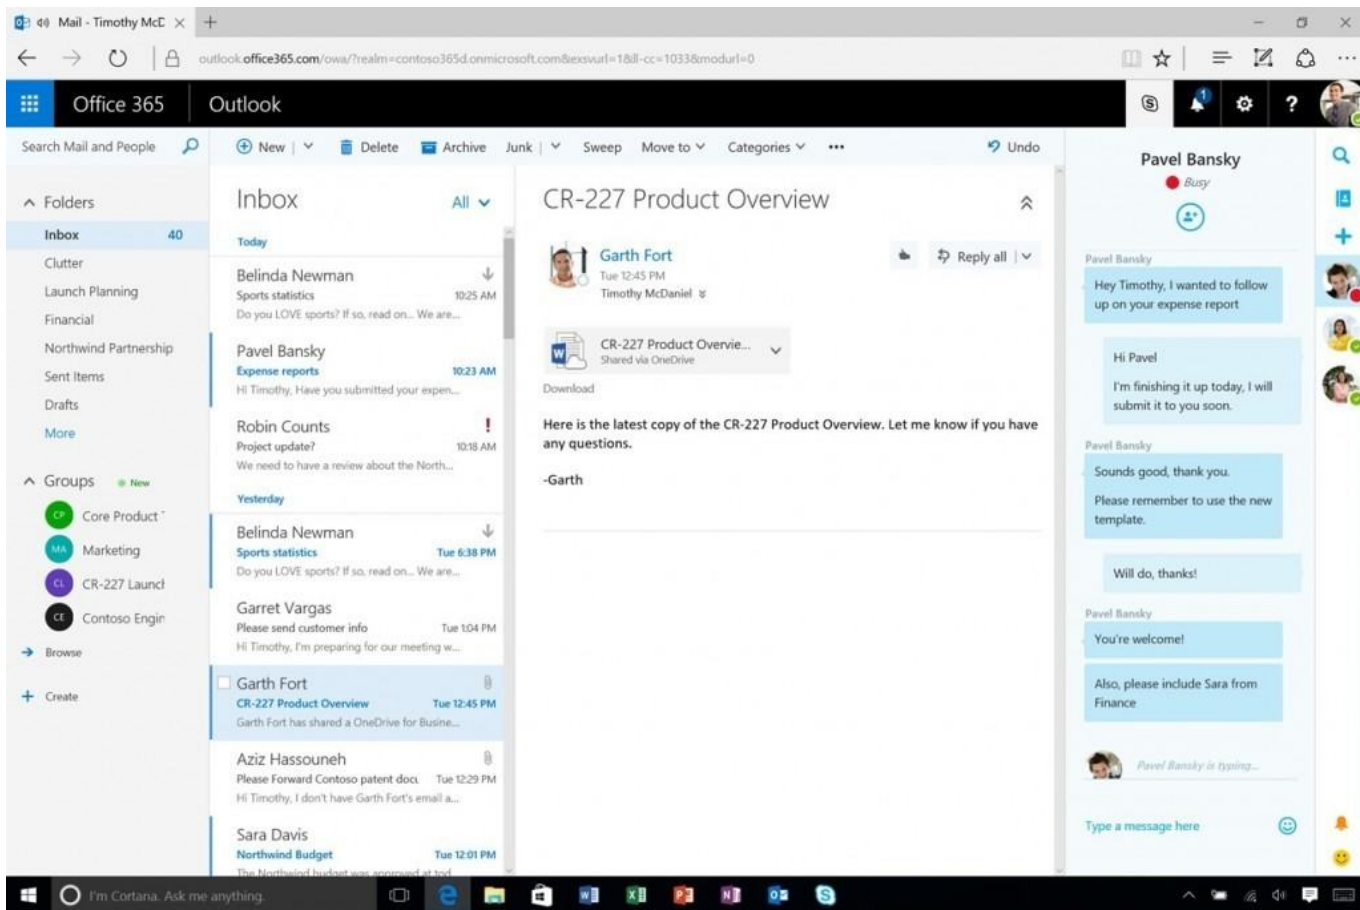 Mail - Timothy McD
outlook.office365.com/owa/?realm=contoso365d.onmicrosoft.com&exsvurl=1&ll-cc=1033&modurl=0
Office 365
Outlook
1
?
Search Mail and People
New
Delete
Archive
Junk
Sweep
Move to
Categories
Undo
Folders
Inbox 40
Clutter
Launch Planning
Financial
Northwind Partnership
Sent Items
Drafts
More
Groups New
CP Core Product
MA Marketing
CL CR-227 Launch
CE Contoso Engin
Browse
Create
Inbox All
Today
Belinda Newman
Sports statistics 10:25 AM
Do you LOVE sports? If so, read on... We are...
Pavel Bansky
Expense reports 10:23 AM
Hi Timothy, Have you submitted your expen...
Robin Counts !
Project update? 10:18 AM
We need to have a review about the North...
Yesterday
Belinda Newman
Sports statistics Tue 6:38 PM
Do you LOVE sports? If so, read on... We are...
Garret Vargas
Please send customer info Tue 1:04 PM
Hi Timothy, I'm preparing for our meeting w...
Garth Fort
CR-227 Product Overview Tue 12:45 PM
Garth Fort has shared a OneDrive for Busine...
Aziz Hassouneh
Please Forward Contoso patent docu Tue 12:29 PM
Hi Timothy, I don't have Garth Fort's email a...
Sara Davis
Northwind Budget Tue 12:01 PM
The Northwind budget was approved at tod
CR-227 Product Overview
Garth Fort
Tue 12:45 PM
Timothy McDaniel
Reply all
CR-227 Product Overvie...
Shared via OneDrive
Download
Here is the latest copy of the CR-227 Product Overview. Let me know if you have
any questions.
-Garth
Pavel Bansky
Busy
Pavel Bansky
Hey Timothy, I wanted to follow
up on your expense report
Hi Pavel
I'm finishing it up today, I will
submit it to you soon.
Pavel Bansky
Sounds good, thank you.
Please remember to use the new
template.
Will do, thanks!
Pavel Bansky
You're welcome!
Also, please include Sara from
Finance
Pavel Bansky is typing...
Type a message here
I'm Cortana. Ask me anything.